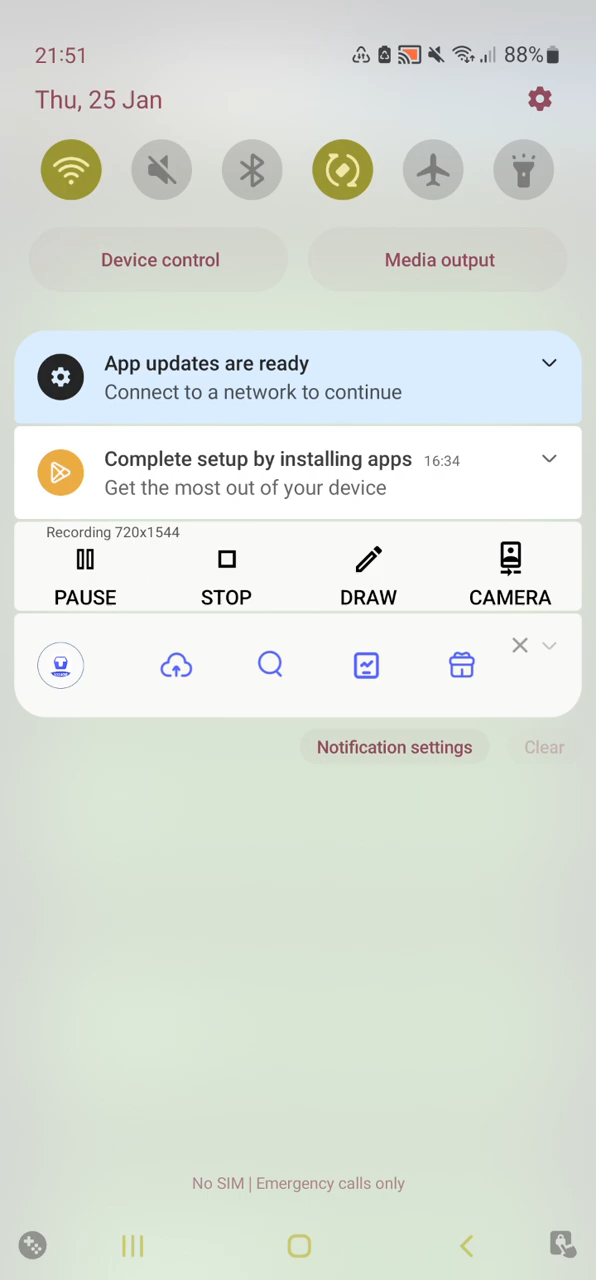 21:51
88%
Thu, 25 Jan
Device control
Media output
App updates are ready
Connect to a network to continue
Complete setup by installing apps 16:34
Get the most out of your device
Recording 720x1544
PAUSE
STOP
DRAW
CAMERA
Notification settings
Clear
No SIM | Emergency calls only